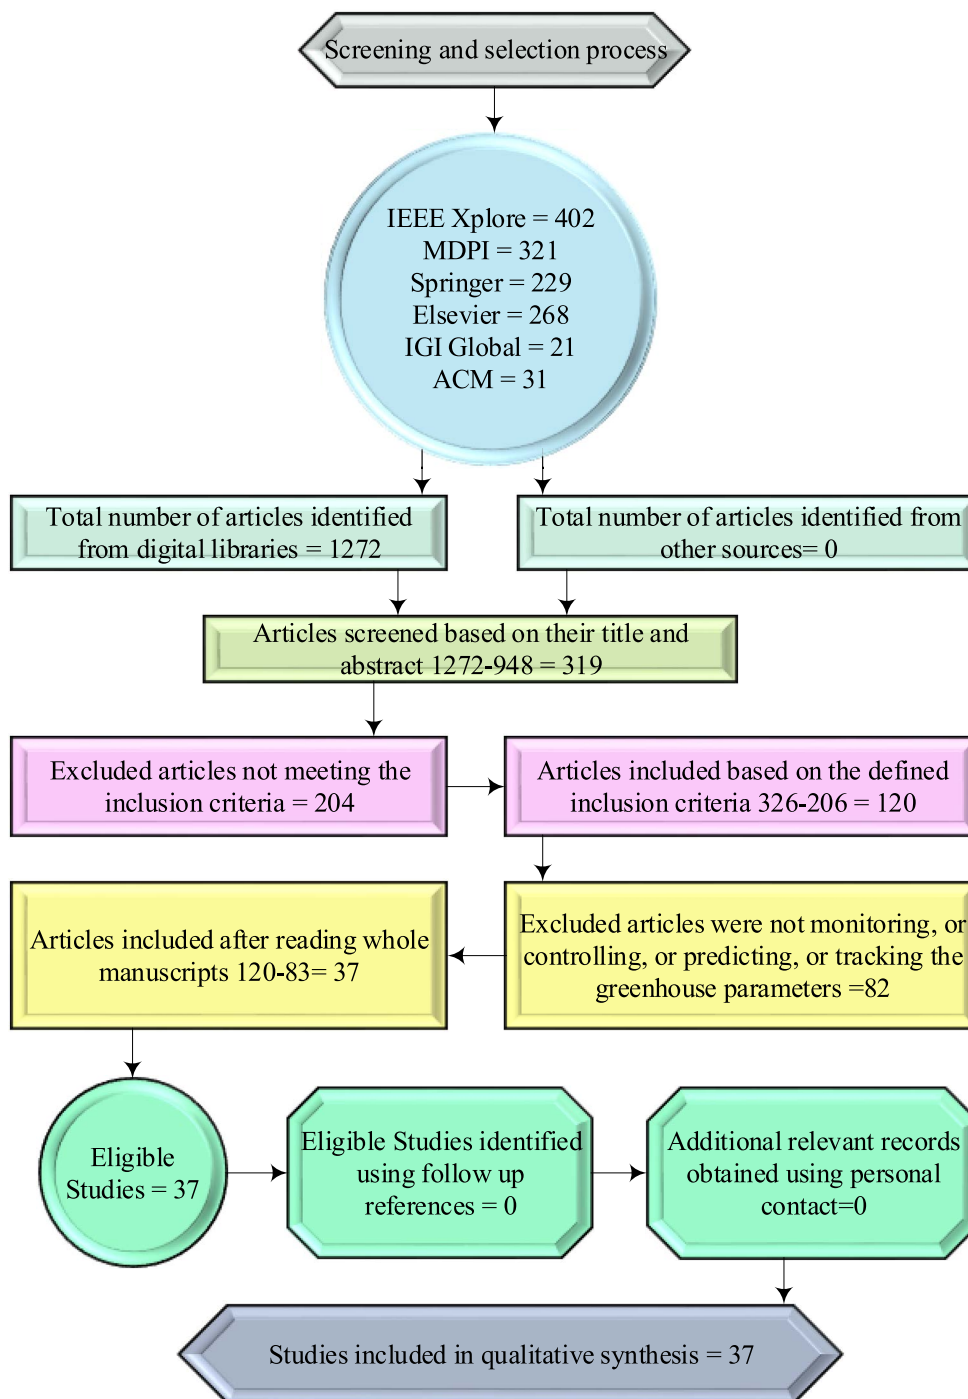 Screening and selection process
IEEE Xplore = 402
MDPI = 321
Springer = 229
Elsevier = 268
IGI Global = 21
ACM = 31
Total number of articles identified
from digital libraries = 1272
Total number of articles identified from
other sources= 0
Articles screened based on their title and
abstract 1272-948 = 319
Excluded articles not meeting the
inclusion criteria = 204
Articles included based on the defined
inclusion criteria 326-206 = 120
Articles included after reading whole
manuscripts 120-83= 37
Excluded articles were not monitoring, or
controlling, or predicting, or tracking the
greenhouse parameters =82
Eligible
Studies = 37
Eligible Studies identified
using follow up
references = 0
Additional relevant records
obtained using personal
contact=0
Studies included in qualitative synthesis = 37